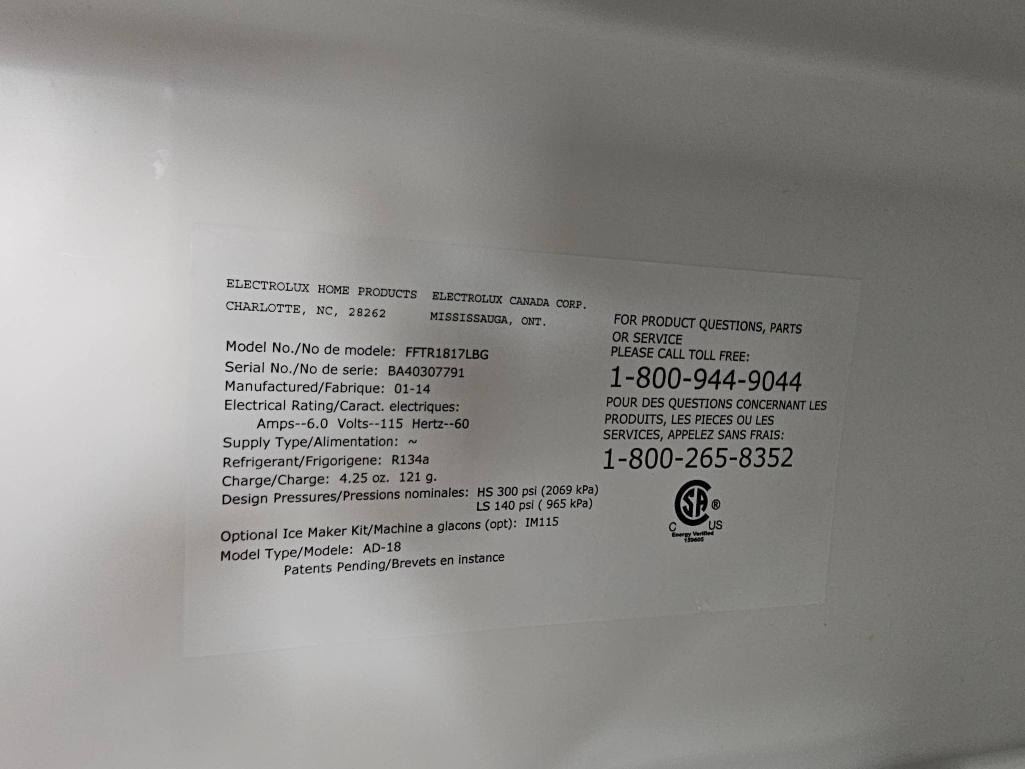 ELECTROLUX HOME PRODUCTS ELECTROLUX CANADA CORP.
CHARLOTTE, NC, 28262 MISSISSAUGA, ONT.
Model No./No de modele: FFTR1817LBG
Serial No./No de serie: BA40307791
Manufactured/Fabrique: 01-14
Electrical Rating/Caract. electriques:
Amps--6.0 Volts--115 Hertz--60
Supply Type/Alimentation: ~
Refrigerant/Frigorigene: R134a
Charge/Charge: 4.25 oz. 121 g.
Design Pressures/Pressions nominales: HS 300 psi (2069 kPa)
LS 140 psi ( 965 kPa)
Optional Ice Maker Kit/Machine a glacons (opt): IM115
Model Type/Modele: AD-18
Patents Pending/Brevets en instance
FOR PRODUCT QUESTIONS, PARTS
OR SERVICE
PLEASE CALL TOLL FREE:
1-800-944-9044
POUR DES QUESTIONS CONCERNANT LES
PRODUITS, LES PIECES OU LES
SERVICES, APPELEZ SANS FRAIS:
1-800-265-8352
SA ®
C US
Energy Verified
159605